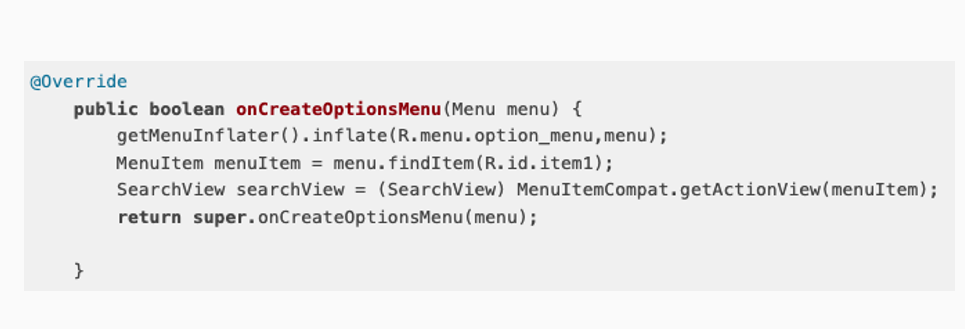 @Override
    public boolean onCreateOptionsMenu(Menu menu) {
        getMenuInflater().inflate(R.menu.option_menu,menu);
        MenuItem menuItem = menu.findItem(R.id.item1);
        SearchView searchView = (SearchView) MenuItemCompat.getActionView(menuItem);
        return super.onCreateOptionsMenu(menu);

    }